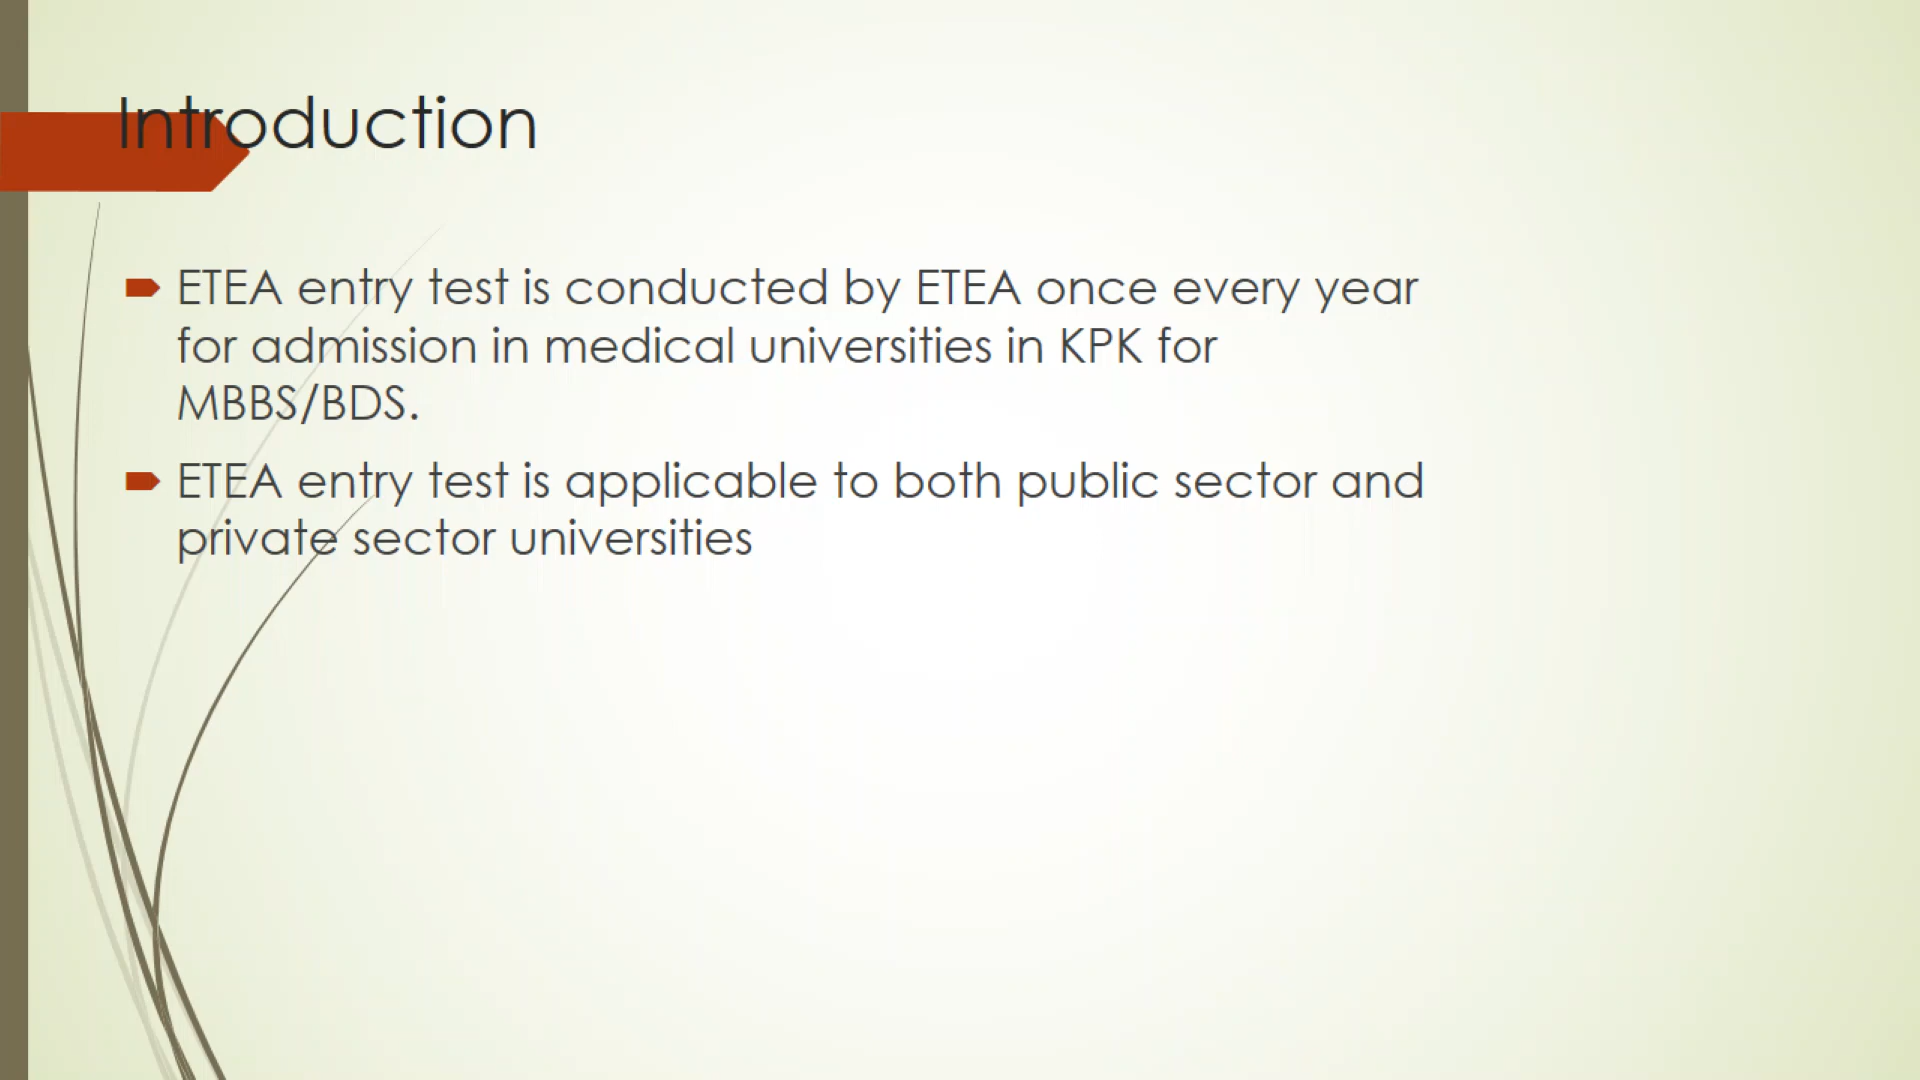 Introduction
ETEA entry test is conducted by ETEA once every year
for admission in medical universities in KPK for
MBBS/BDS.
ETEA entry test is applicable to both public sector and
private sector universities